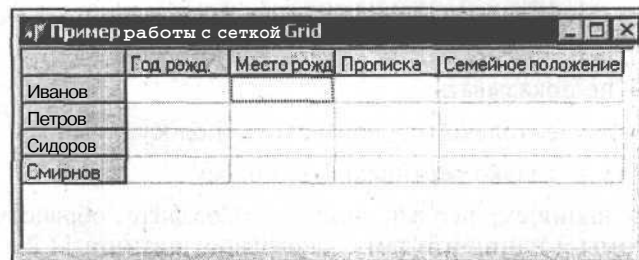 Пример работы с сеткой Grid
Год рожд. Место рожд Прописка Семейное положение
Иванов
Петров
Сидоров
Смирнов